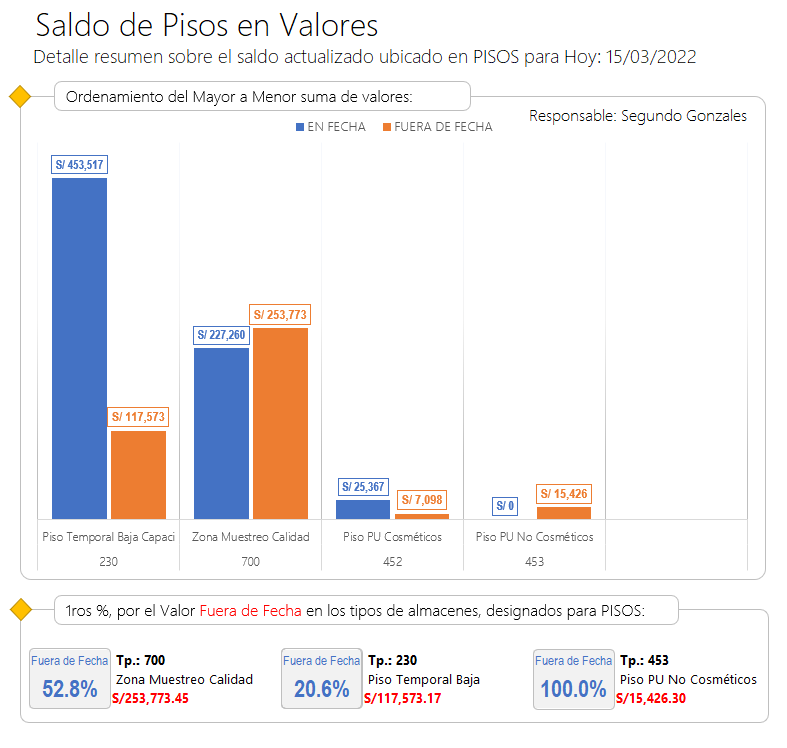 Saldo de Pisos en Valores
Detalle resumen sobre el saldo actualizado ubicado en PISOS para Hoy: 15/03/2022
Ordenamiento del Mayor a Menor suma de valores:
Responsable: Segundo Gonzales
EN FECHA FUERA DE FECHA
S/ 453,517
S/ 117,573
S/ 227,260
S/ 253,773
S/ 25,367
S/ 7,098
S/ 0
S/ 15,426
Piso Temporal Baja Capaci Zona Muestreo Calidad Piso PU Cosméticos Piso PU No Cosméticos
230 700 452 453
1ros %, por el Valor Fuera de Fecha en los tipos de almacenes, designados para PISOS:
Fuera de Fecha
52.8%
Tp.: 700
Zona Muestreo Calidad
S/253,773.45
Fuera de Fecha
20.6%
Tp.: 230
Piso Temporal Baja
S/117,573.17
Fuera de Fecha
100.0%
Tp.: 453
Piso PU No Cosméticos
S/15,426.30